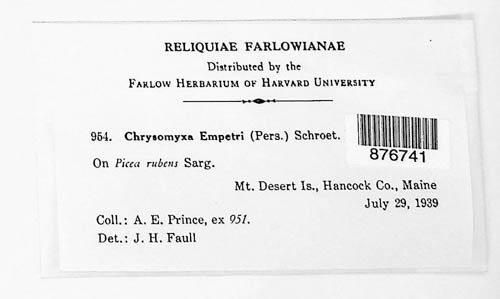 RELIQUIAE FARLOWIANAE
Distributed by the
FARLOW HERBARIUM OF HARVARD UNIVERSITY
954. Chrysomyxa Empetri (Pers.) Schroet.
876741
On Picea rubens Sarg.
Mt. Desert Is., Hancock Co., Maine
July 29, 1939
Coll.: A. E. Prince, ex 951.
Det.: J. H. Faull